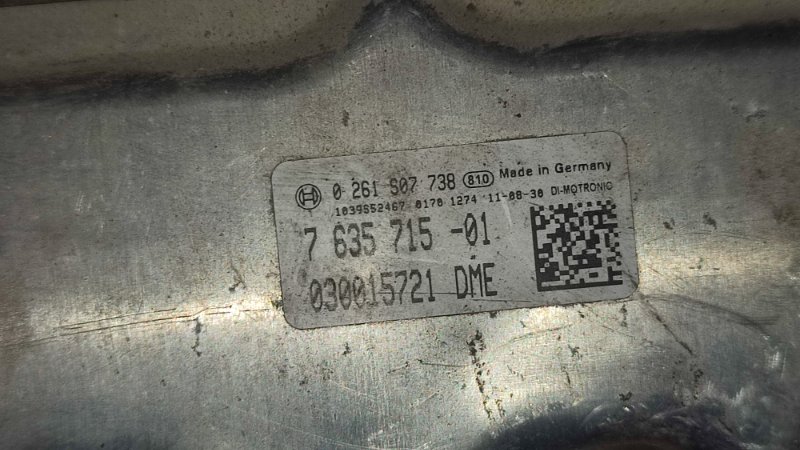 0 261 S07 738 810 Made in Germany
1039S52467 0170 1274 '11-08-30 DI-MOTRONIC
7 635 715 -01
030015721 DME